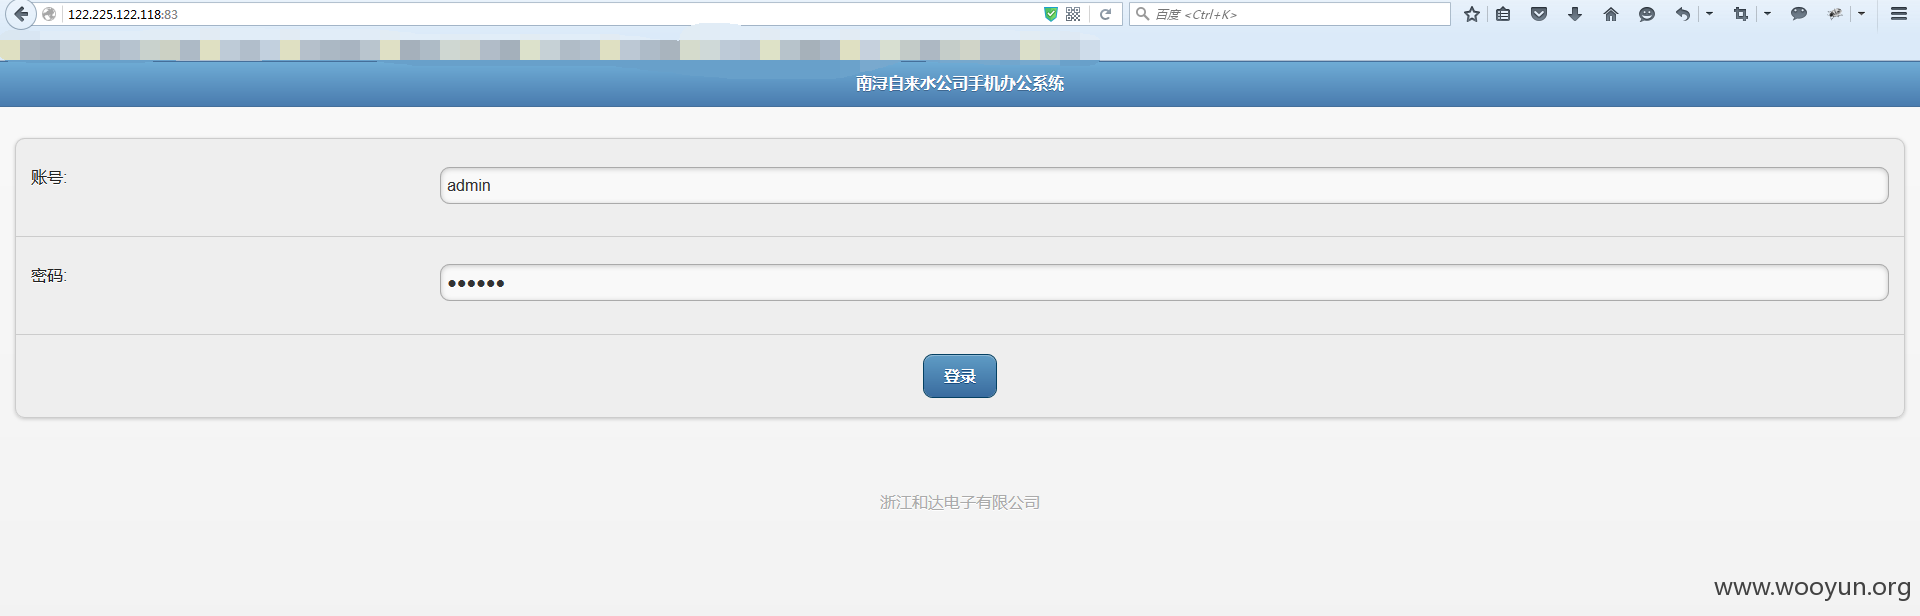 122.225.122.118:83
百度 <Ctrl+K>
南浔自来水公司手机办公系统
账号:
admin
密码:
••••••
登录
浙江和达电子有限公司
www.wooyun.org